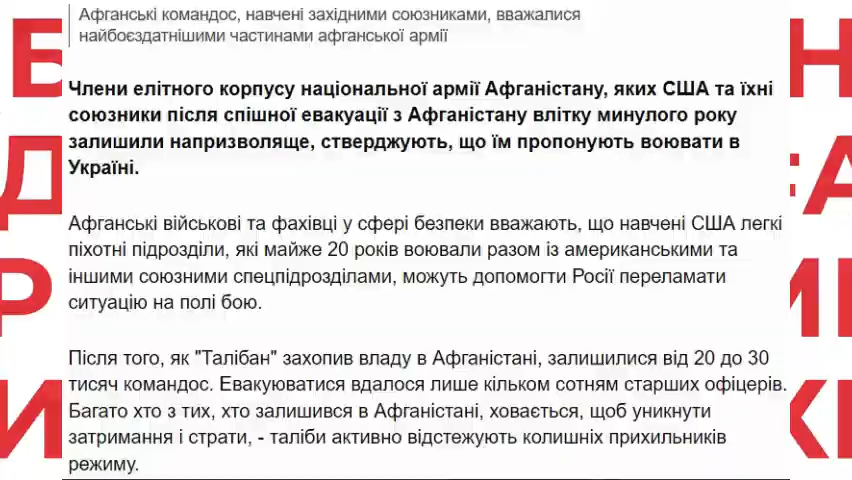 Афганські командос, навчені західними союзниками, вважалися
найбоєздатнішими частинами афганської армії
Члени елітного корпусу національної армії Афганістану, яких США та їхні
союзники після спішної евакуації з Афганістану влітку минулого року
залишили напризволяще, стверджують, що їм пропонують воювати в
Україні.
Афганські військові та фахівці у сфері безпеки вважають, що навчені США легкі
піхотні підрозділи, які майже 20 років воювали разом із американськими та
іншими союзними спецпідрозділами, можуть допомогти Росії переламати
ситуацію на полі бою.
Після того, як "Талібан" захопив владу в Афганістані, залишилися від 20 до 30
тисяч командос. Евакуюватися вдалося лише кільком сотням старших офіцерів.
Багато хто з тих, хто залишився в Афганістані, ховається, щоб уникнути
затримання і страти, - таліби активно відстежують колишніх прихильників
режиму.